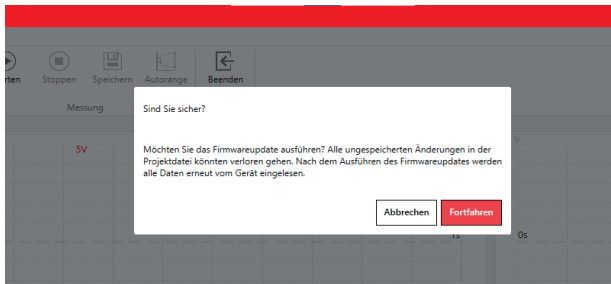 rten Stoppen Speichern Autorange Beenden
Messung
Sind Sie sicher?
5V
Möchten Sie das Firmwareupdate ausführen? Alle ungespeicherten Änderungen in der
Projektdatei könnten verloren gehen. Nach dem Ausführen des Firmwareupdates werden
alle Daten erneut vom Gerät eingelesen.
Abbrechen Fortfahren
1s 0s